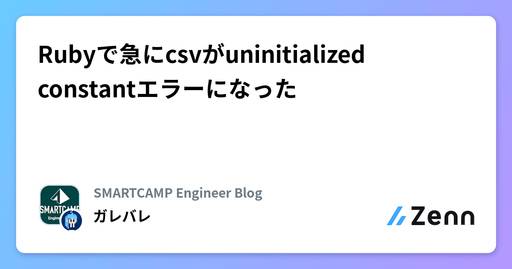 Rubyで急にcsvがuninitialized
constantエラーになった
SMARTCAMP Engineer Blog
ガレバレ
SMARTCAMP
Zenn